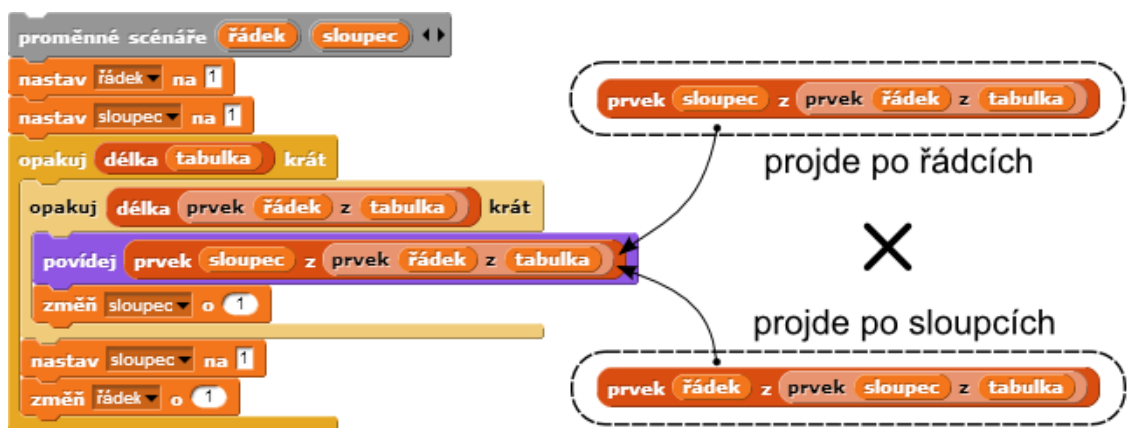 proměnné scénáře řádek sloupec
nastav řádek na 1
nastav sloupec na 1
opakuj délka tabulka krát
opakuj délka prvek řádek z tabulka krát
povídej prvek sloupec z prvek řádek z tabulka
změň sloupec o 1
nastav sloupec na 1
změň řádek o 1
prvek sloupec z prvek řádek z tabulka
projde po řádcích
projde po sloupcích
prvek řádek z prvek sloupec z tabulka